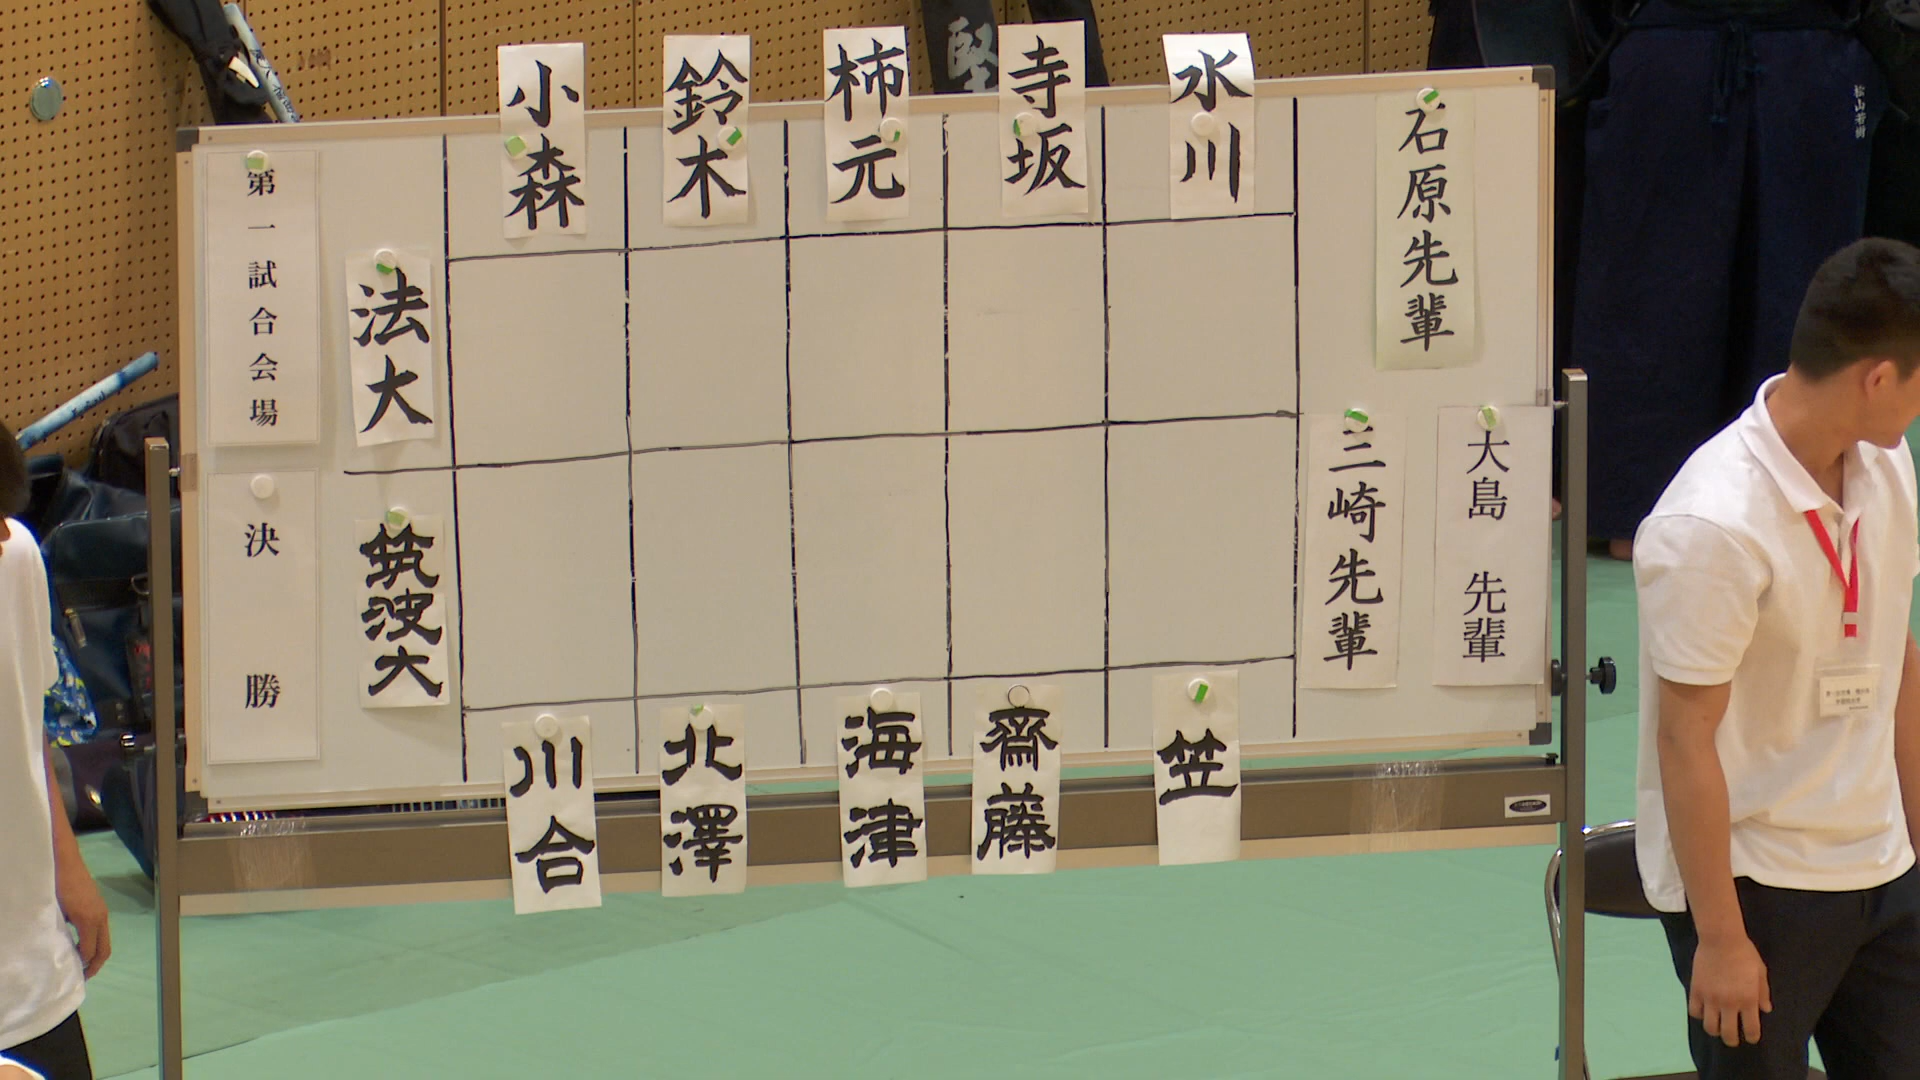 第一試合会場
決勝
法大
筑波大
小森
鈴木
柿元
寺坂
水川
川合
北澤
海津
齋藤
笠
石原先輩
三崎先輩
大島 先輩
堅